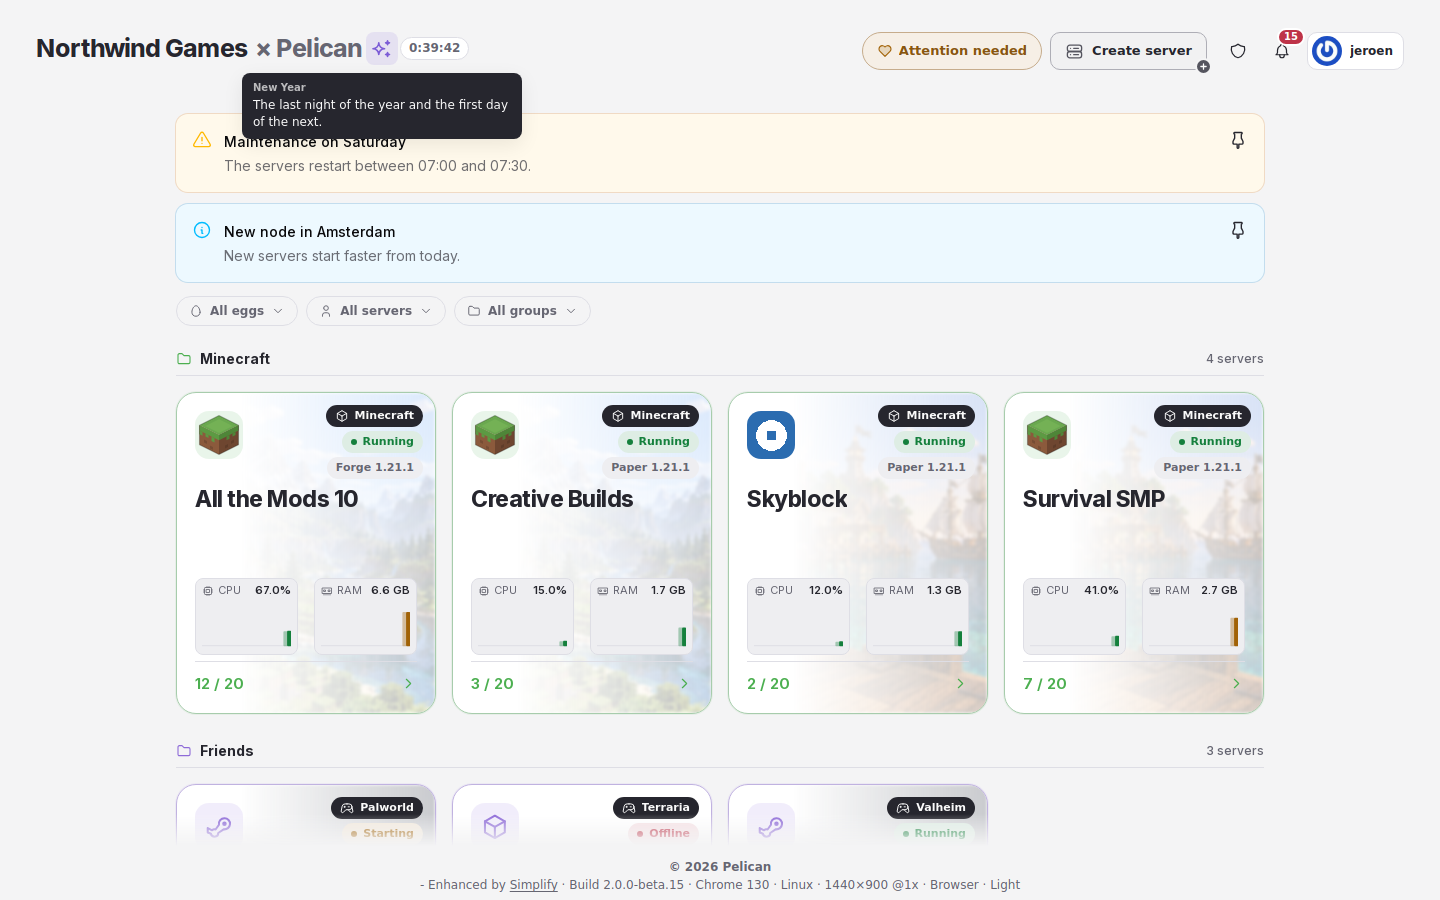 Northwind Games × Pelican 0:39:42
Attention needed
Create server
15
jeroen
New Year
The last night of the year and the first day
of the next.
Maintenance on Saturday
The servers restart between 07:00 and 07:30.
New node in Amsterdam
New servers start faster from today.
All eggs All servers All groups
Minecraft 4 servers
Minecraft
Running
Forge 1.21.1
All the Mods 10
CPU 67.0% RAM 6.6 GB
12 / 20
Minecraft
Running
Paper 1.21.1
Creative Builds
CPU 15.0% RAM 1.7 GB
3 / 20
Minecraft
Running
Paper 1.21.1
Skyblock
CPU 12.0% RAM 1.3 GB
2 / 20
Minecraft
Running
Paper 1.21.1
Survival SMP
CPU 41.0% RAM 2.7 GB
7 / 20
Friends 3 servers
Palworld
Starting
Terraria
Offline
Valheim
Running
© 2026 Pelican
- Enhanced by Simplify · Build 2.0.0-beta.15 · Chrome 130 · Linux · 1440×900 @1x · Browser · Light